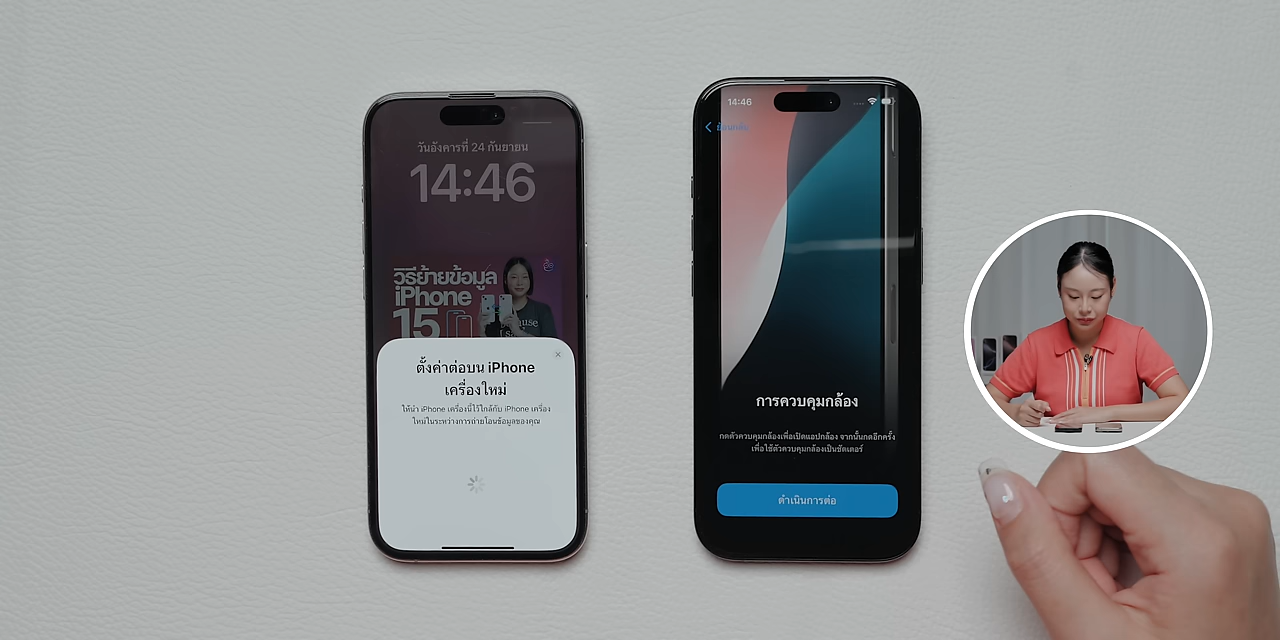 วันอังคารที่ 24 กันยายน
14:46
วิธีย้ายข้อมูล
iPhone
15
ตั้งค่าต่อบน iPhone
เครื่องใหม่
ให้นำ iPhone เครื่องนี้ไว้ใกล้กับ iPhone เครื่อง
ใหม่ในระหว่างการถ่ายโอนข้อมูลของคุณ
14:46
ย้อนกลับ
การควบคุมกล้อง
กดตัวควบคุมกล้องเพื่อเปิดแอปกล้อง จากนั้นกดอีกครั้ง
เพื่อใช้ตัวควบคุมกล้องเป็นชัตเตอร์
ดำเนินการต่อ